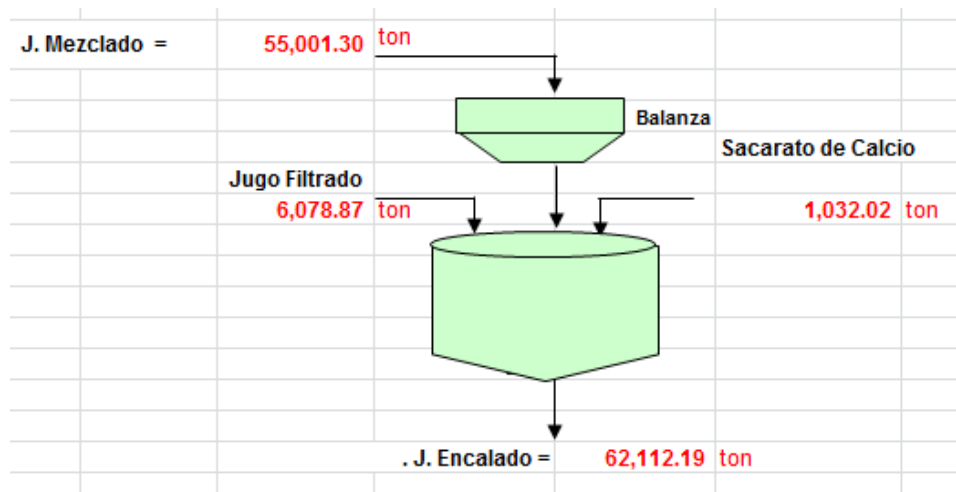 J. Mezclado = 55,001.30 ton
Balanza
Sacarato de Calcio
Jugo Filtrado
6,078.87 ton 1,032.02 ton
. J. Encalado = 62,112.19 ton